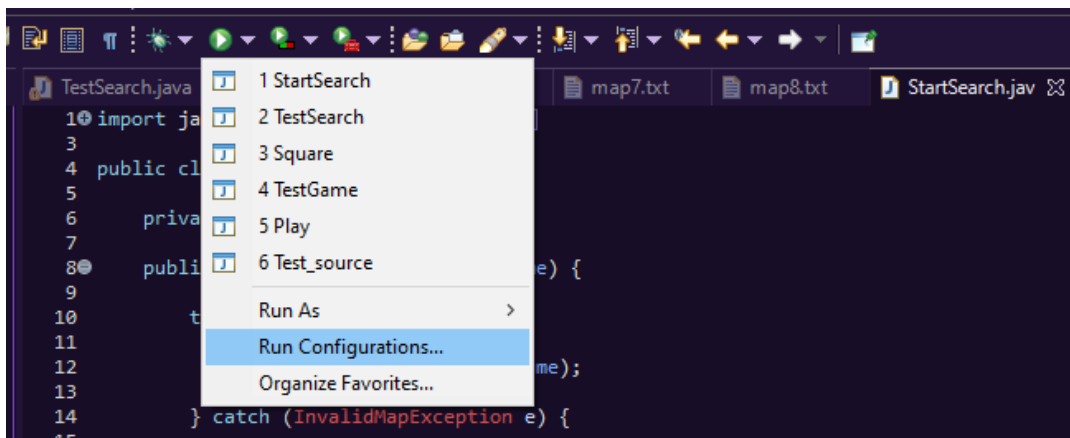 TestSearch.java
map7.txt
map8.txt
StartSearch.jav
1 StartSearch
2 TestSearch
3 Square
4 TestGame
5 Play
6 Test_source
Run As
Run Configurations...
Organize Favorites...
1 import ja
3
4 public cl
5
6 priva
7
8 publi e) {
9
10 t
11
12 me);
13
14 } catch (InvalidMapException e) {